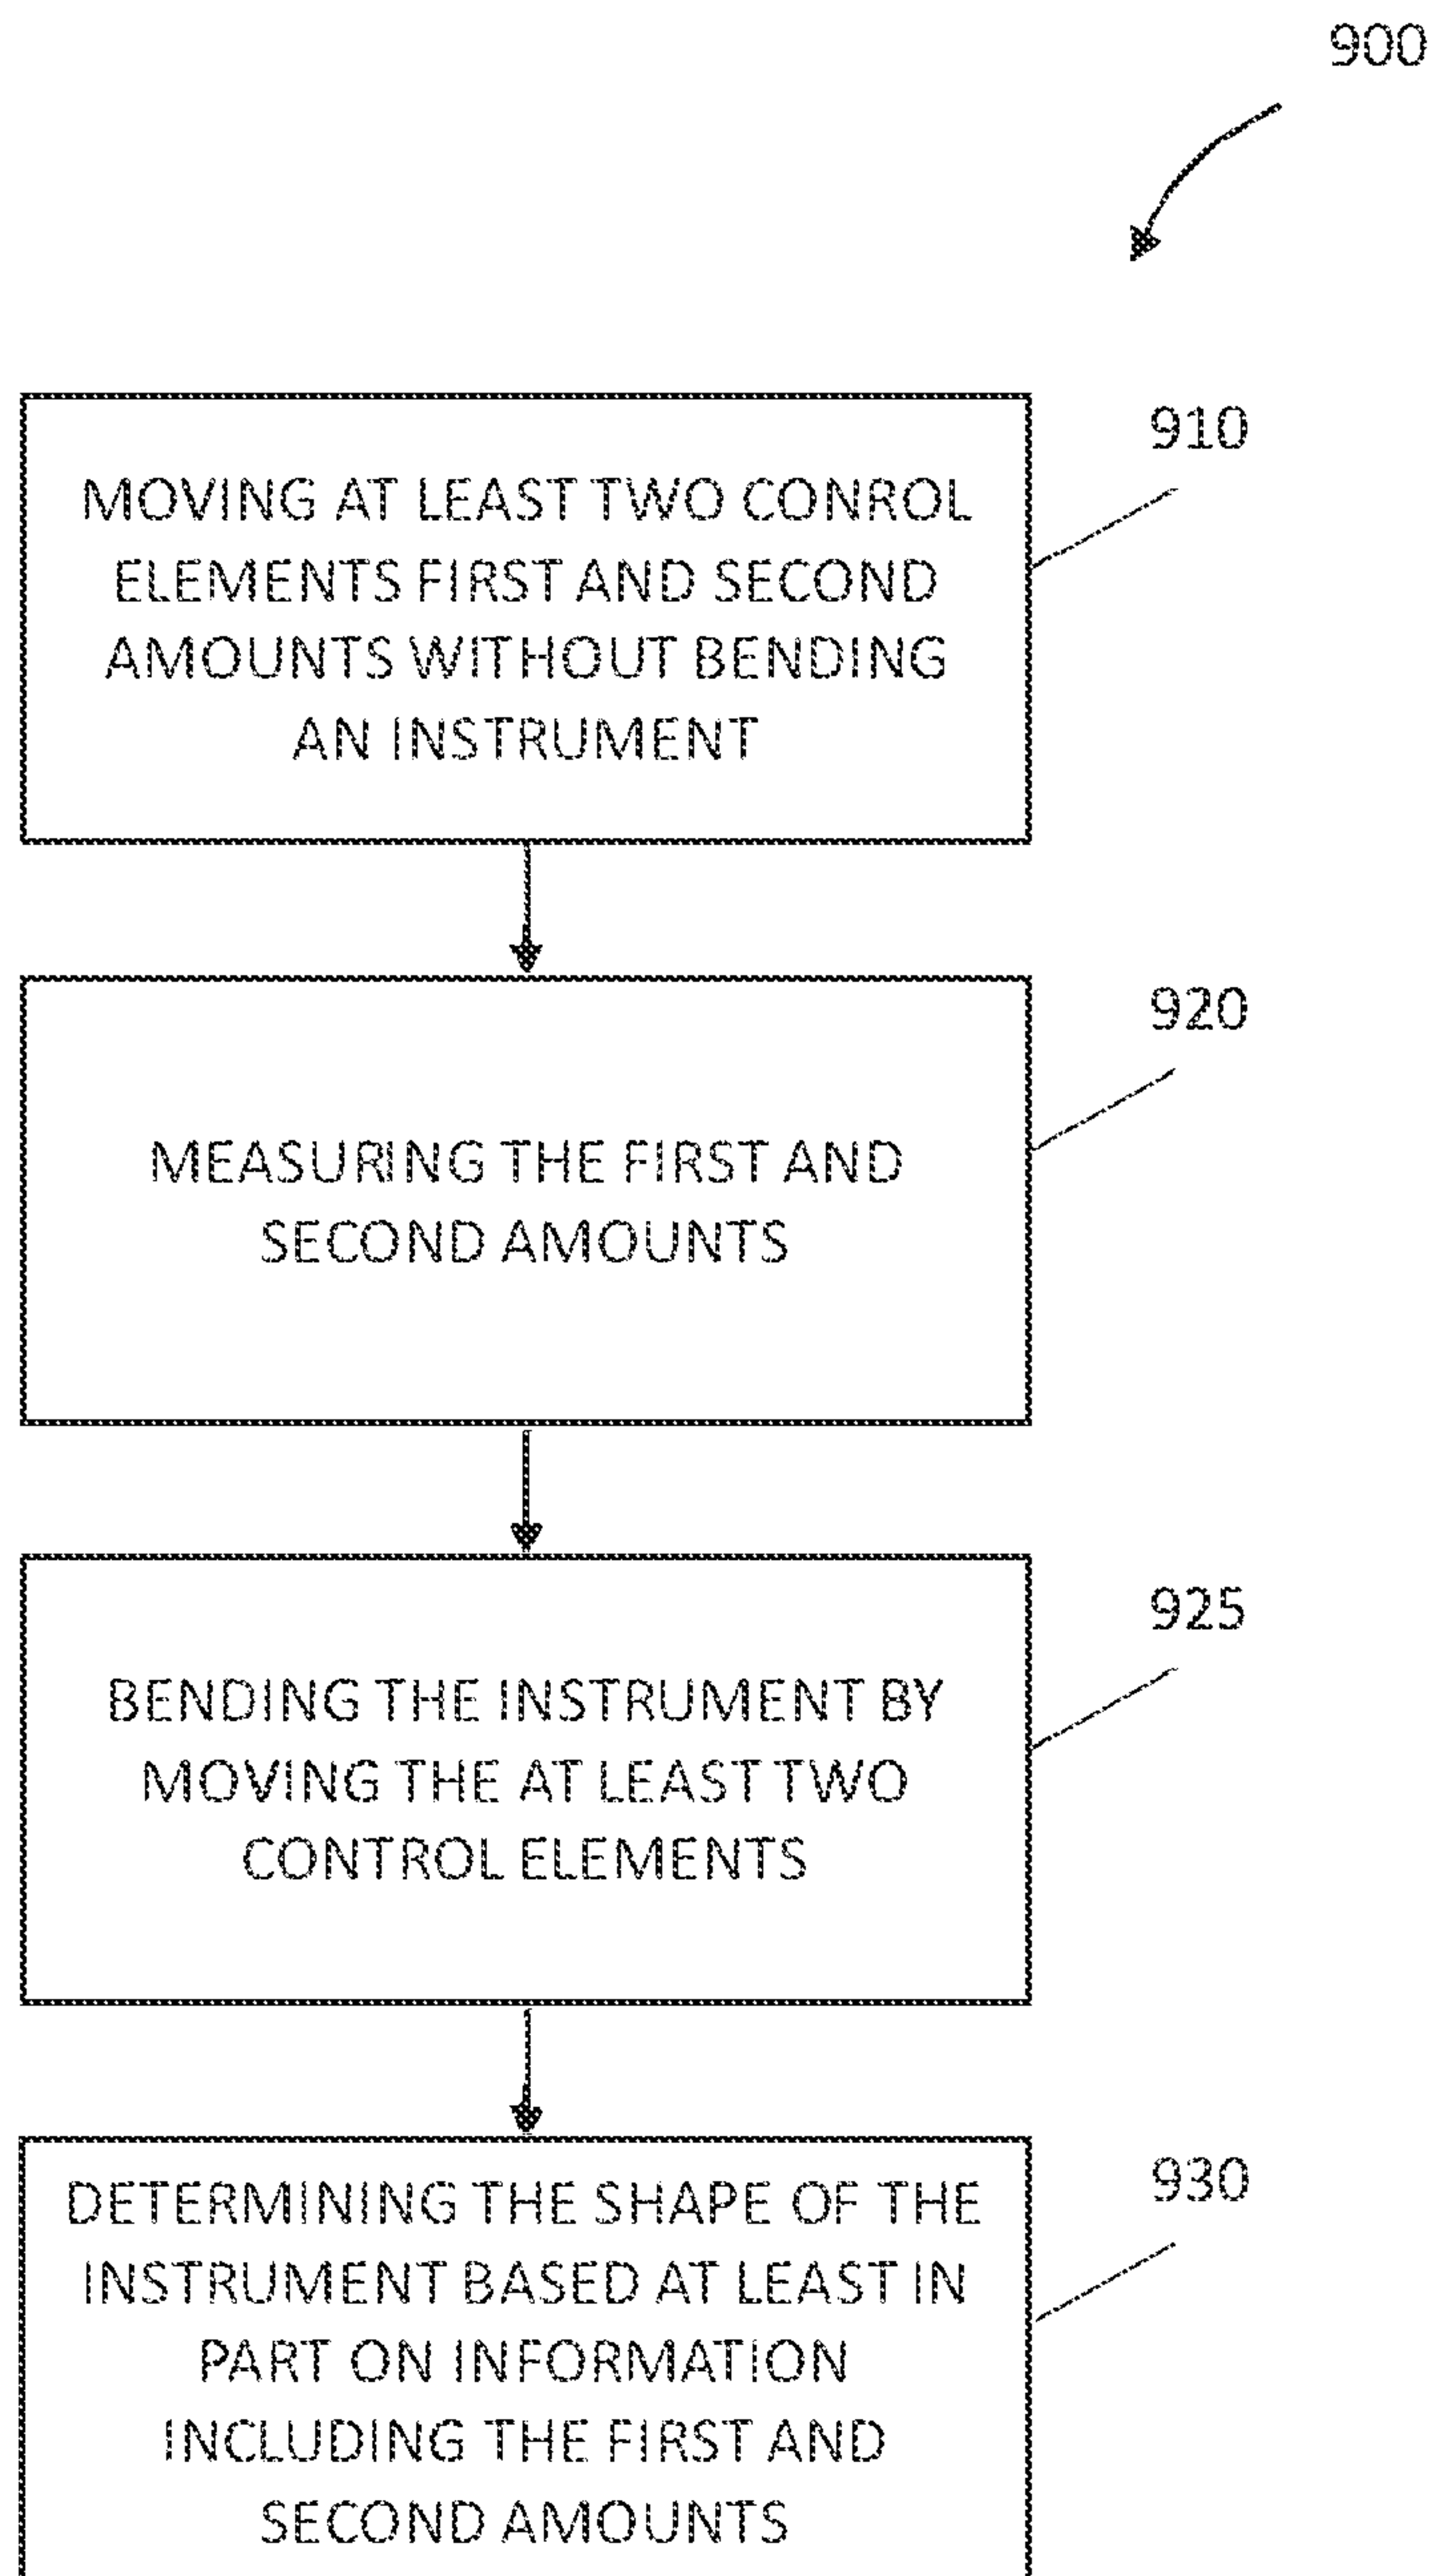 900
910
MOVING AT LEAST TWO CONROL
ELEMENTS FIRST AND SECOND
AMOUNTS WITHOUT BENDING
AN INSTRUMENT
920
MEASURING THE FIRST AND
SECOND AMOUNTS
925
BENDING THE INSTRUMENT BY
MOVING THE AT LEAST TWO
CONTROL ELEMENTS
930
DETERMINING THE SHAPE OF THE
INSTRUMENT BASED AT LEAST IN
PART ON INFORMATION
INCLUDING THE FIRST AND
SECOND AMOUNTS